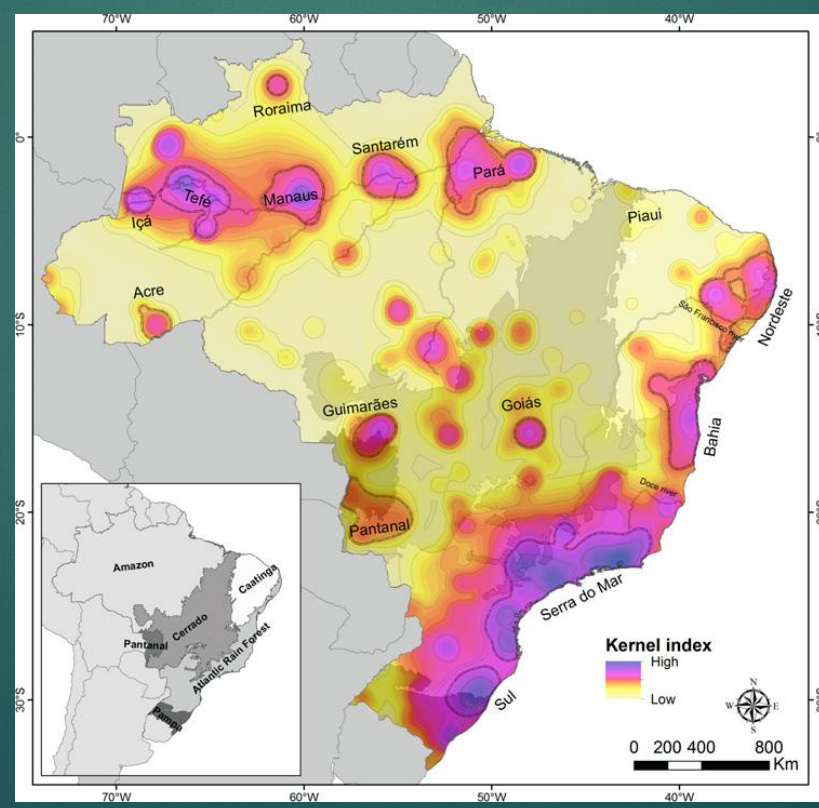 70°W 60°W 50°W 40°W
Roraima
0° 0°
Santarém
Pará
Tefé
Manaus
Içá
Piaui
Acre
São Francisco river
Nordeste
10°S 10°S
Guimarães
Goiás
Bahia
Doce river
20°S
Pantanal
Serra do Mar
Sul
Amazon
Caatinga
Cerrado
Pantanal
Atlantic Rain Forest
Pampa
Kernel index
High
Low
N
W E
S
30°S
0 200 400 800
Km
70°W 60°W 50°W 40°W